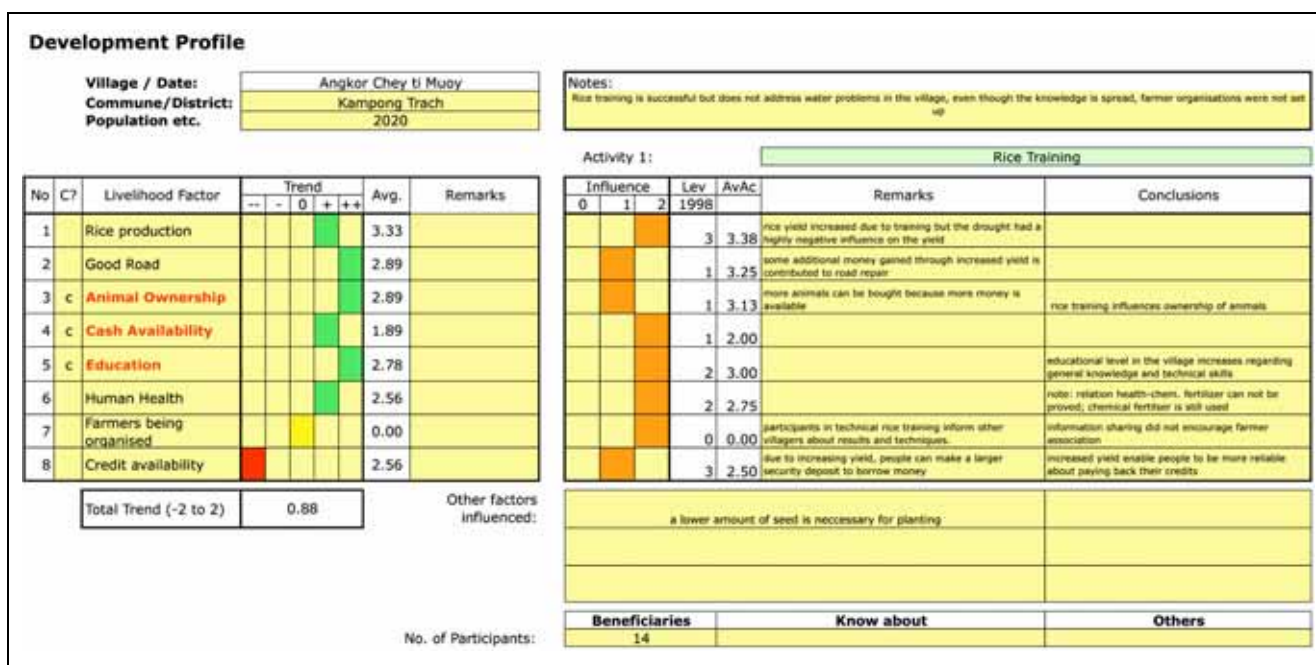 Development Profile
Village / Date: Angkor Chey ti Muoy
Commune/District: Kampong Trach
Population etc. 2020
Notes:
Rice training is successful but does not address water problems in the village, even though the knowledge is spread, farmer organisations were not set
up
Activity 1: Rice Training
No C? Livelihood Factor Trend Avg. Remarks
-- - 0 + ++
1 Rice production 3.33
2 Good Road 2.89
3 c Animal Ownership 2.89
4 c Cash Availability 1.89
5 c Education 2.78
6 Human Health 2.56
7 Farmers being
organised 0.00
8 Credit availability 2.56
Total Trend (-2 to 2) 0.88
Influence Lev AvAc Remarks Conclusions
0 1 2 1998
3 3.38 rice yield increased due to training but the drought had a
highly negative influence on the yield
1 3.25 some additional money gained through increased yield is
contributed to road repair
1 3.13 more animals can be bought because more money is
available
rice training influences ownership of animals
1 2.00
2 3.00 educational level in the village increases regarding
general knowledge and technical skills
2 2.75 note: relation health-chem. fertilizer can not be
proved; chemical fertiliser is still used
0 0.00 participants in technical rice training inform other
villagers about results and techniques.
information sharing did not encourage farmer
association
3 2.50 due to increasing yield, people can make a larger
security deposit to borrow money
increased yield enable people to be more reliable
about paying back their credits
Other factors
influenced:
a lower amount of seed is neccessary for planting
Beneficiaries Know about Others
No. of Participants: 14